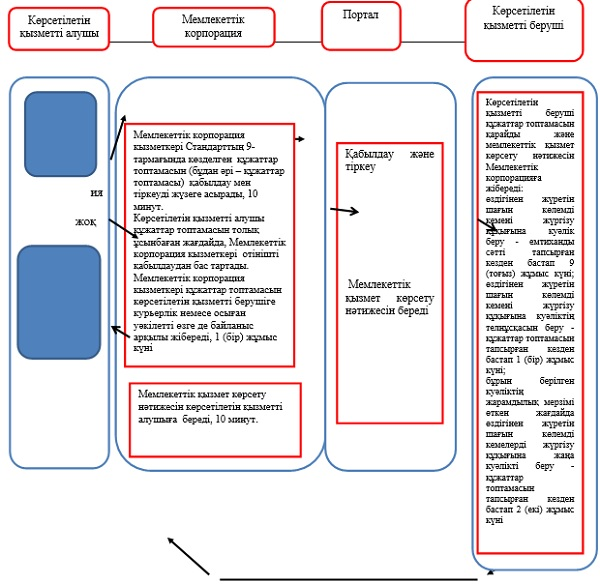 Көрсетілетін
қызметті алушы
Мемлекеттік
корпорация
Портал
Көрсетілетін
қызметті беруші
ия
жоқ
Мемлекеттік корпорация
қызметкері Стандарттың 9-
тармағында көзделген құжаттар
топтамасын (бұдан әрі – құжаттар
топтамасы) қабылдау мен
тіркеуді жүзеге асырады, 10
минут.
Көрсетілетін қызметті алушы
құжаттар топтамасын толық
ұсынбаған жағдайда, Мемлекеттік
корпорация қызметкері өтінішті
қабылдаудан бас тартады.
Мемлекеттік корпорация
қызметкері құжаттар топтамасын
көрсетілетін қызметті берушіге
курьерлік немесе осыған
уәкілетті өзге де байланыс
арқылы жібереді, 1 (бір) жұмыс
күні
Мемлекеттік қызмет көрсету
нәтижесін көрсетілетін қызметті
алушыға береді, 10 минут.
Қабылдау және
тіркеу
Мемлекеттік
қызмет көрсету
нәтижесін береді
Көрсетілетін
қызметті беруші
құжаттар топтамасын
қарайды және
мемлекеттік қызмет
көрсету нәтижесін
Мемлекеттік
корпорацияға
жібереді:
өздігінен жүретін
шағын көлемді
кемені жүргізу
құқығына куәлік
беру - емтиханды
сәтті тапсырған
кезден бастап 9
(тоғыз) жұмыс күні;
өздігінен жүретін
шағын көлемді
кемені жүргізу
құқығына куәліктің
телнұсқасын беру -
құжаттар топтамасын
тапсырған кезден
бастап 1 (бір) жұмыс
күні;
бұрын берілген
куәліктің
жарамдылық мерзімі
өткен жағдайда
өздігінен жүретін
шағын көлемді
кемелерді жүргізу
құқығына жаңа
куәлікті беру -
құжаттар
топтамасын
тапсырған кезден
бастап 2 (екі) жұмыс
күні